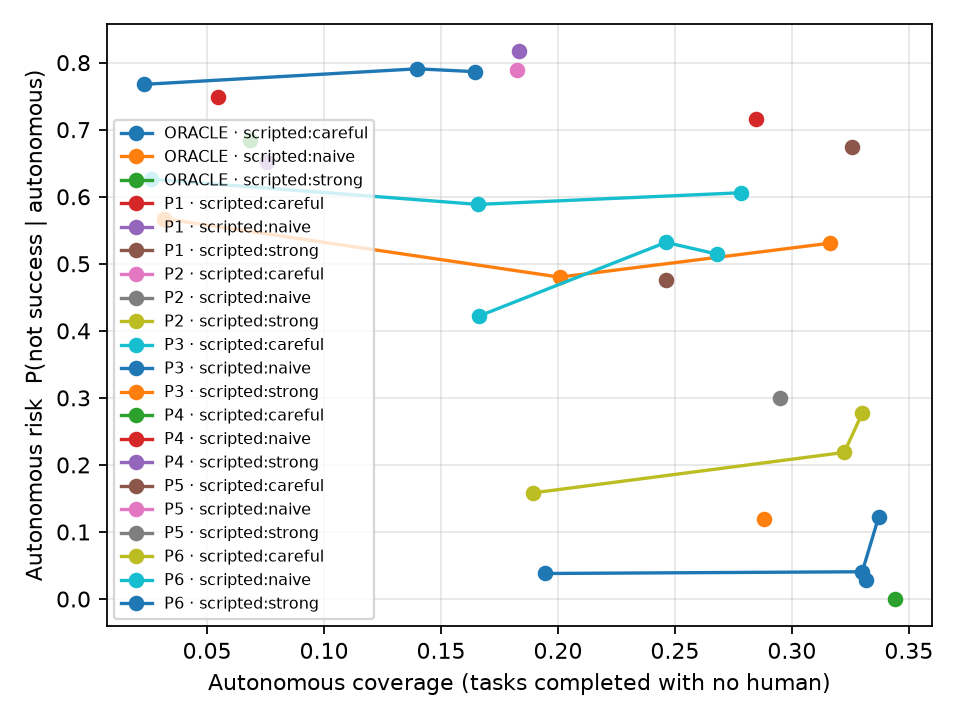 0.8
0.7
0.6
0.5
0.4
0.3
0.2
0.1
0.0
Autonomous risk P(not success | autonomous)
ORACLE · scripted:careful
ORACLE · scripted:naive
ORACLE · scripted:strong
P1 · scripted:careful
P1 · scripted:naive
P1 · scripted:strong
P2 · scripted:careful
P2 · scripted:naive
P2 · scripted:strong
P3 · scripted:careful
P3 · scripted:naive
P3 · scripted:strong
P4 · scripted:careful
P4 · scripted:naive
P4 · scripted:strong
P5 · scripted:careful
P5 · scripted:naive
P5 · scripted:strong
P6 · scripted:careful
P6 · scripted:naive
P6 · scripted:strong
0.05 0.10 0.15 0.20 0.25 0.30 0.35
Autonomous coverage (tasks completed with no human)